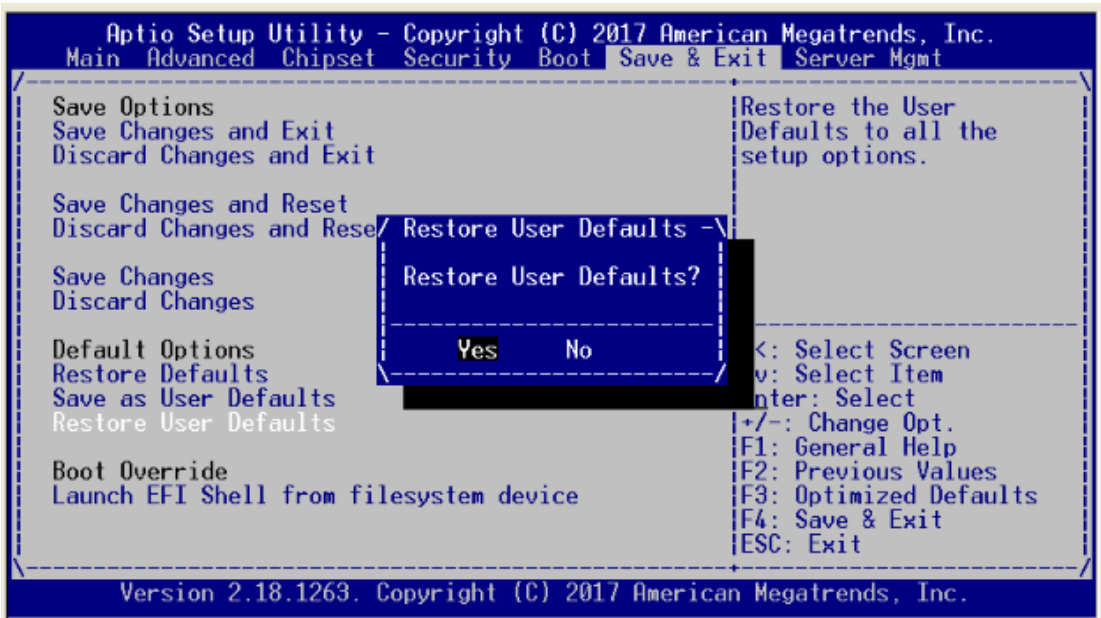 Aptio Setup Utility - Copyright (C) 2017 American Megatrends, Inc.
Main Advanced Chipset Security Boot Save & Exit Server Mgmt
Save Options
Save Changes and Exit
Discard Changes and Exit
Save Changes and Reset
Discard Changes and Rese
Save Changes
Discard Changes
Default Options
Restore Defaults
Save as User Defaults
Restore User Defaults
Boot Override
Launch EFI Shell from filesystem device
Restore User Defaults
Restore User Defaults?
Yes No
Restore the User
Defaults to all the
setup options.
<: Select Screen
v: Select Item
nter: Select
+/-: Change Opt.
F1: General Help
F2: Previous Values
F3: Optimized Defaults
F4: Save & Exit
ESC: Exit
Version 2.18.1263. Copyright (C) 2017 American Megatrends, Inc.